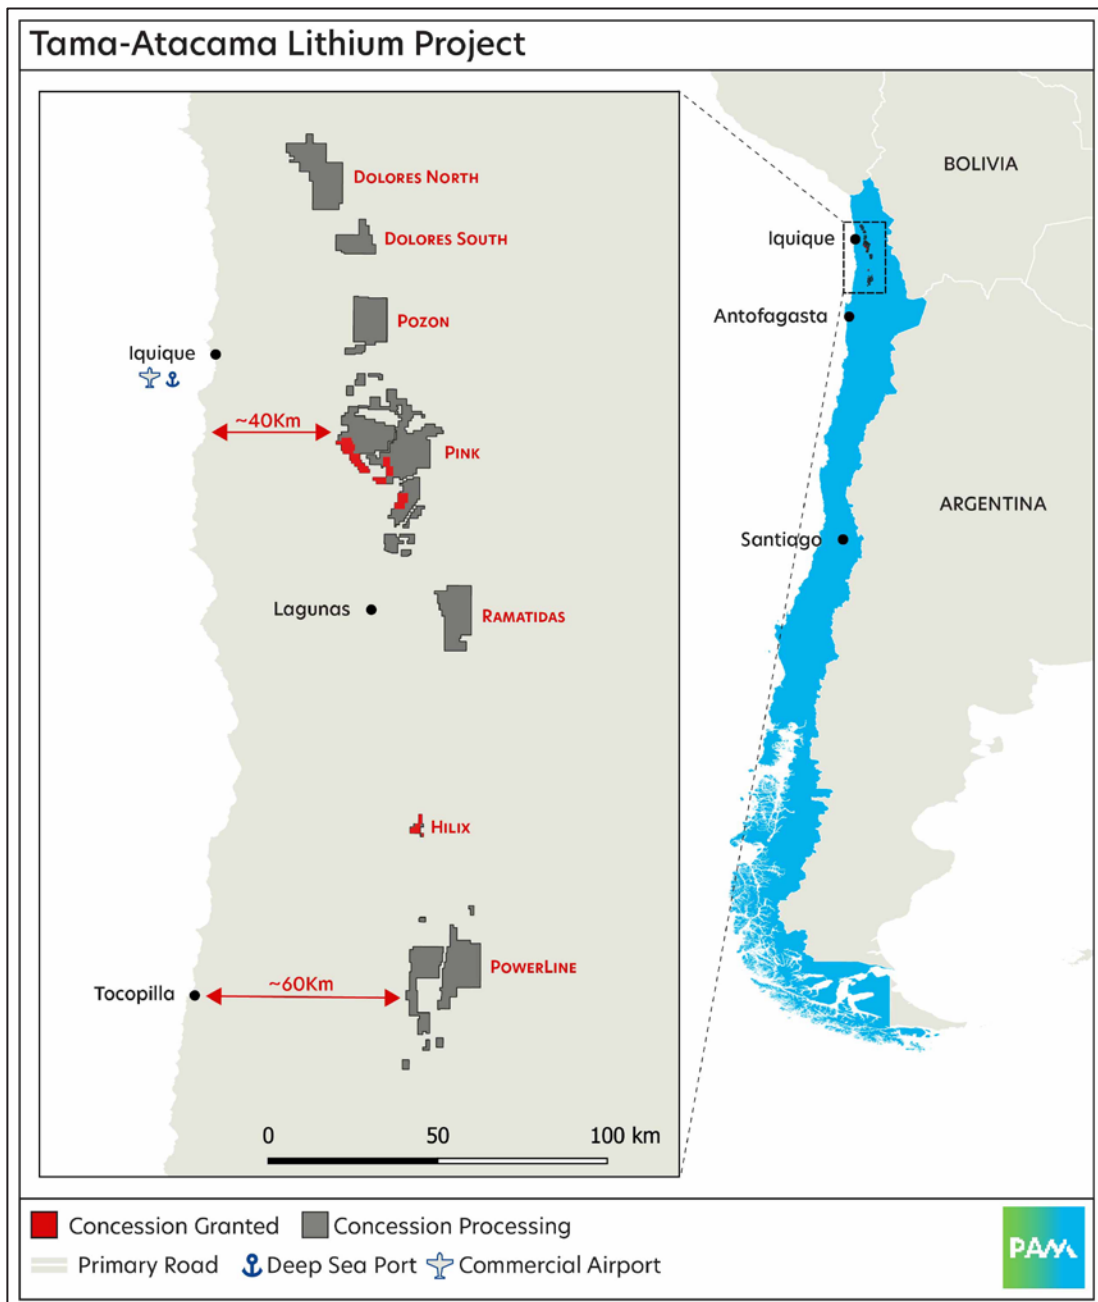 Tama-Atacama Lithium Project
Dolores North
Dolores South
Pozon
Iquique
~40Km
Pink
Lagunas
Ramatidas
Hilix
PowerLine
Tocopilla
~60Km
0 50 100 km
BOLIVIA
Iquique
Antofagasta
ARGENTINA
Santiago
Concession Granted Concession Processing
Primary Road Deep Sea Port Commercial Airport
PAM